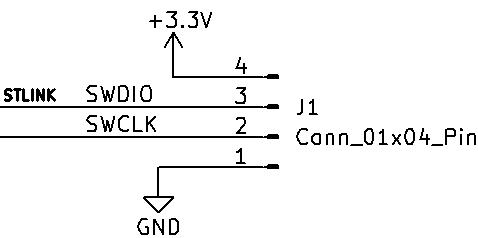 +3.3V
4
STLINK SWDIO 3
J1
SWCLK 2
Conn_01x04_Pin
1
GND